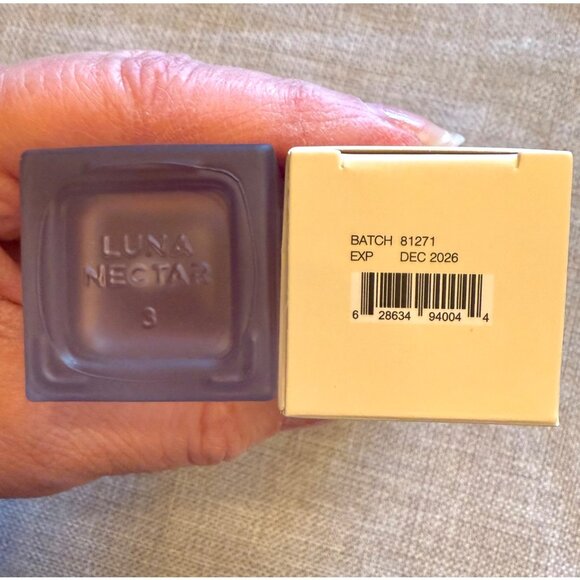 LUNA
NECTAR
3
BATCH 81271
EXP DEC 2026
6 28634 94004 4